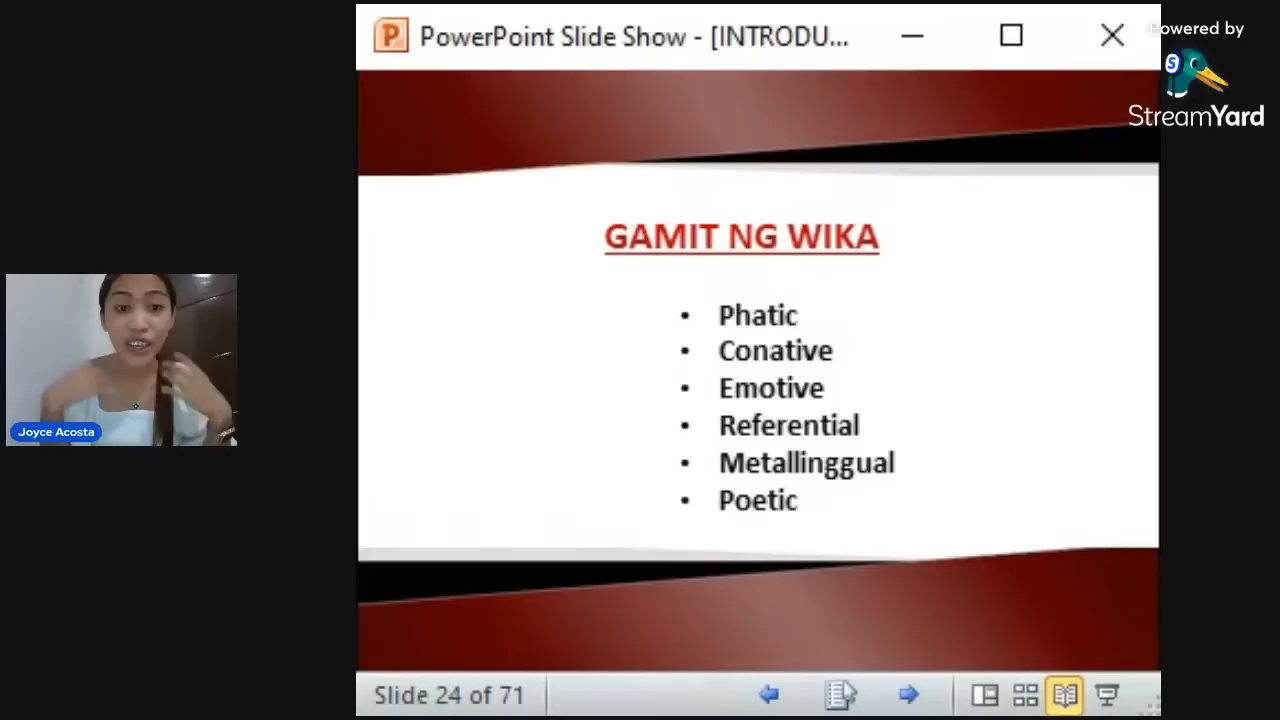 PowerPoint Slide Show - [INTRODU...
Powered by
StreamYard
GAMIT NG WIKA
• Phatic
• Conative
• Emotive
• Referential
• Metallinggual
• Poetic
Joyce Acosta
Slide 24 of 71